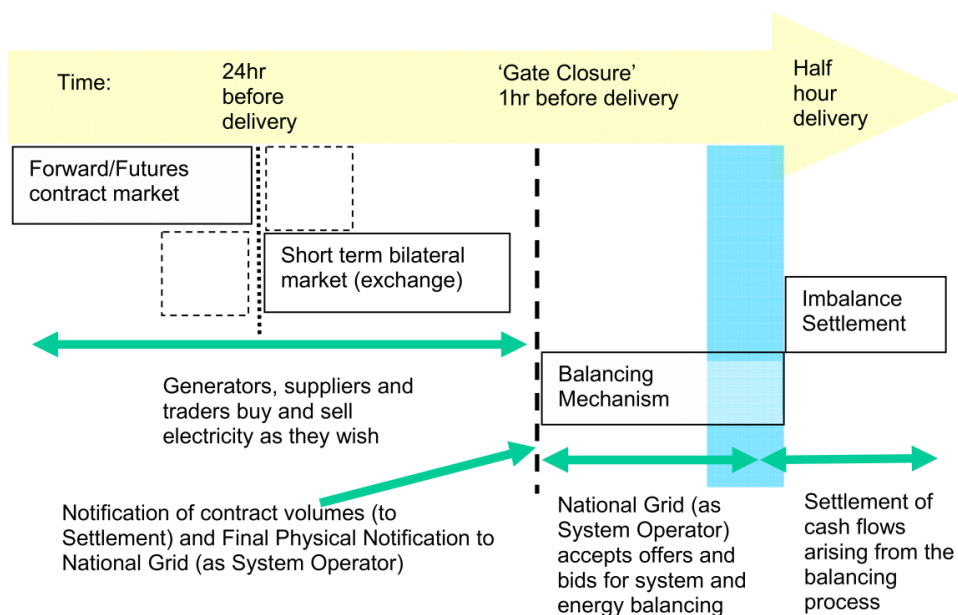 Time:
24hr
before
delivery
‘Gate Closure’
1hr before delivery
Half
hour
delivery
Forward/Futures
contract market
Short term bilateral
market (exchange)
Imbalance
Settlement
Balancing
Mechanism
Generators, suppliers and
traders buy and sell
electricity as they wish
Notification of contract volumes (to
Settlement) and Final Physical Notification to
National Grid (as System Operator)
National Grid (as
System Operator)
accepts offers and
bids for system and
energy balancing
Settlement of
cash flows
arising from the
balancing
process